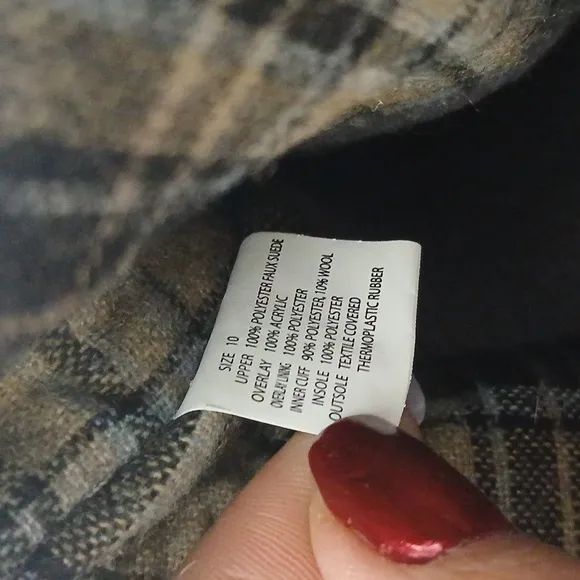 SIZE 10
UPPER 100% POLYESTER FAUX SUEDE
OVERLAY 100% ACRYLIC
OVERLAY LINING 100% POLYESTER
INNER CUFF 90% POLYESTER, 10% WOOL
INSOLE 100% POLYESTER
OUTSOLE TEXTILE COVERED
THERMOPLASTIC RUBBER